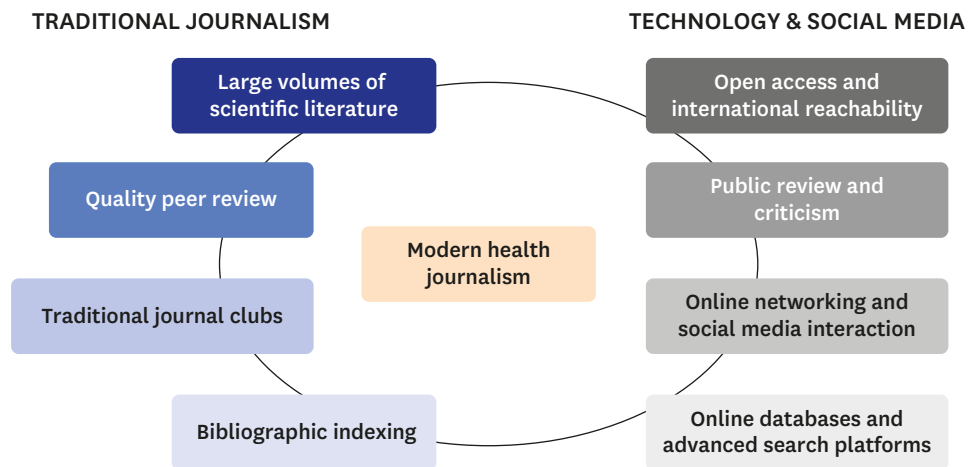 TRADITIONAL JOURNALISM
TECHNOLOGY & SOCIAL MEDIA
Large volumes of
scientific literature
Open access and
international reachability
Quality peer review
Public review and
criticism
Modern health
journalism
Traditional journal clubs
Online networking and
social media interaction
Bibliographic indexing
Online databases and
advanced search platforms